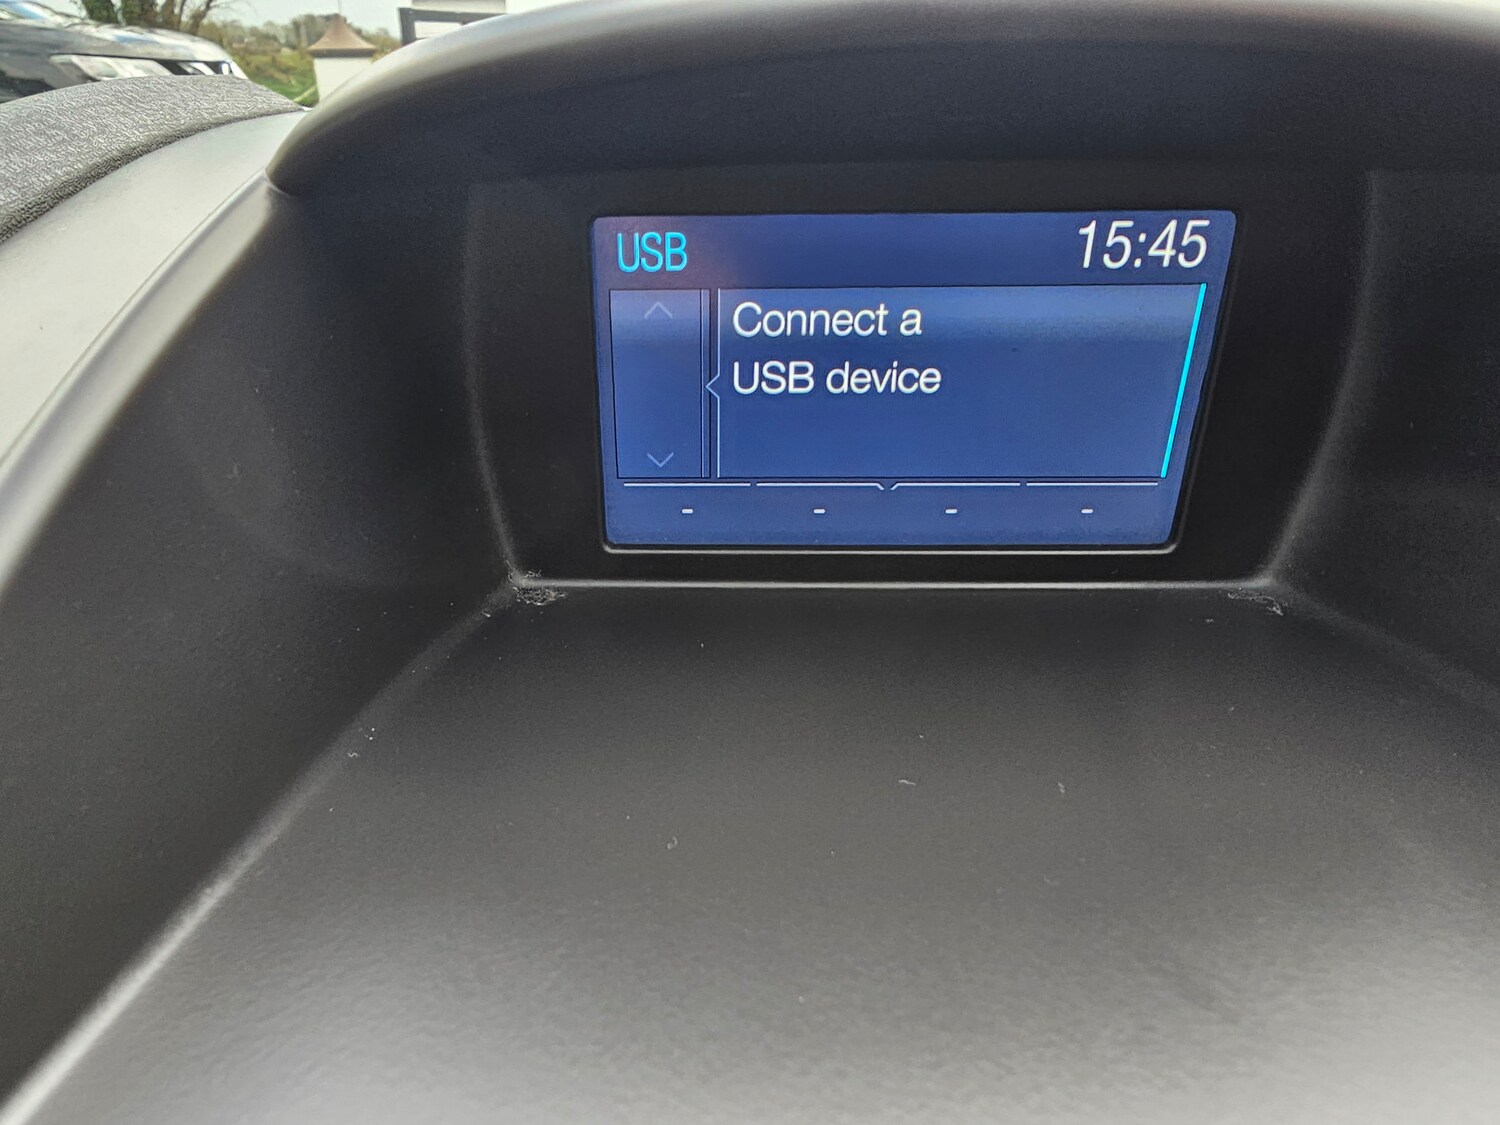 USB 15:45
Connect a
USB device